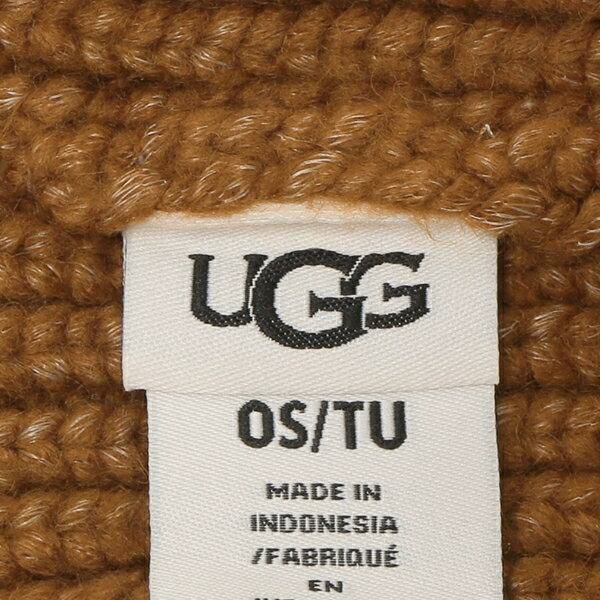 UGG
OS/TU
MADE IN
INDONESIA
/FABRIQUÉ
EN